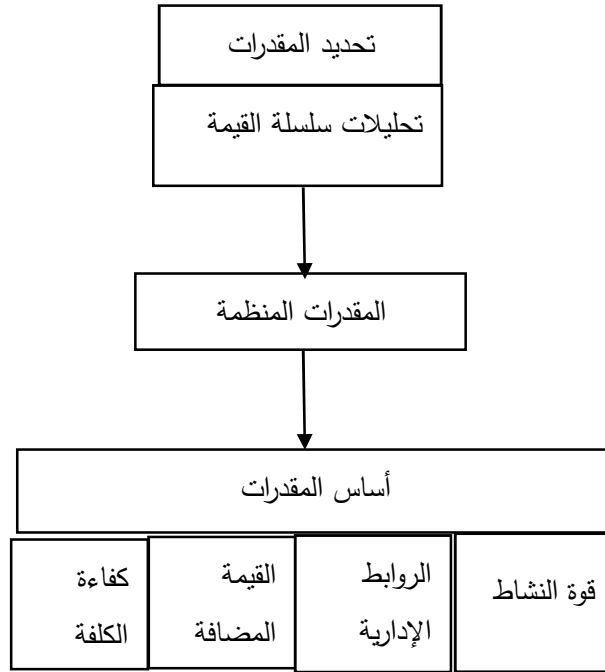 تحديد المقدرات
تحليلات سلسلة القيمة
المقدرات المنظمة
أساس المقدرات
قوة النشاط
الروابط
الإدارية
القيمة
المضافة
كفاءة
الكلفة